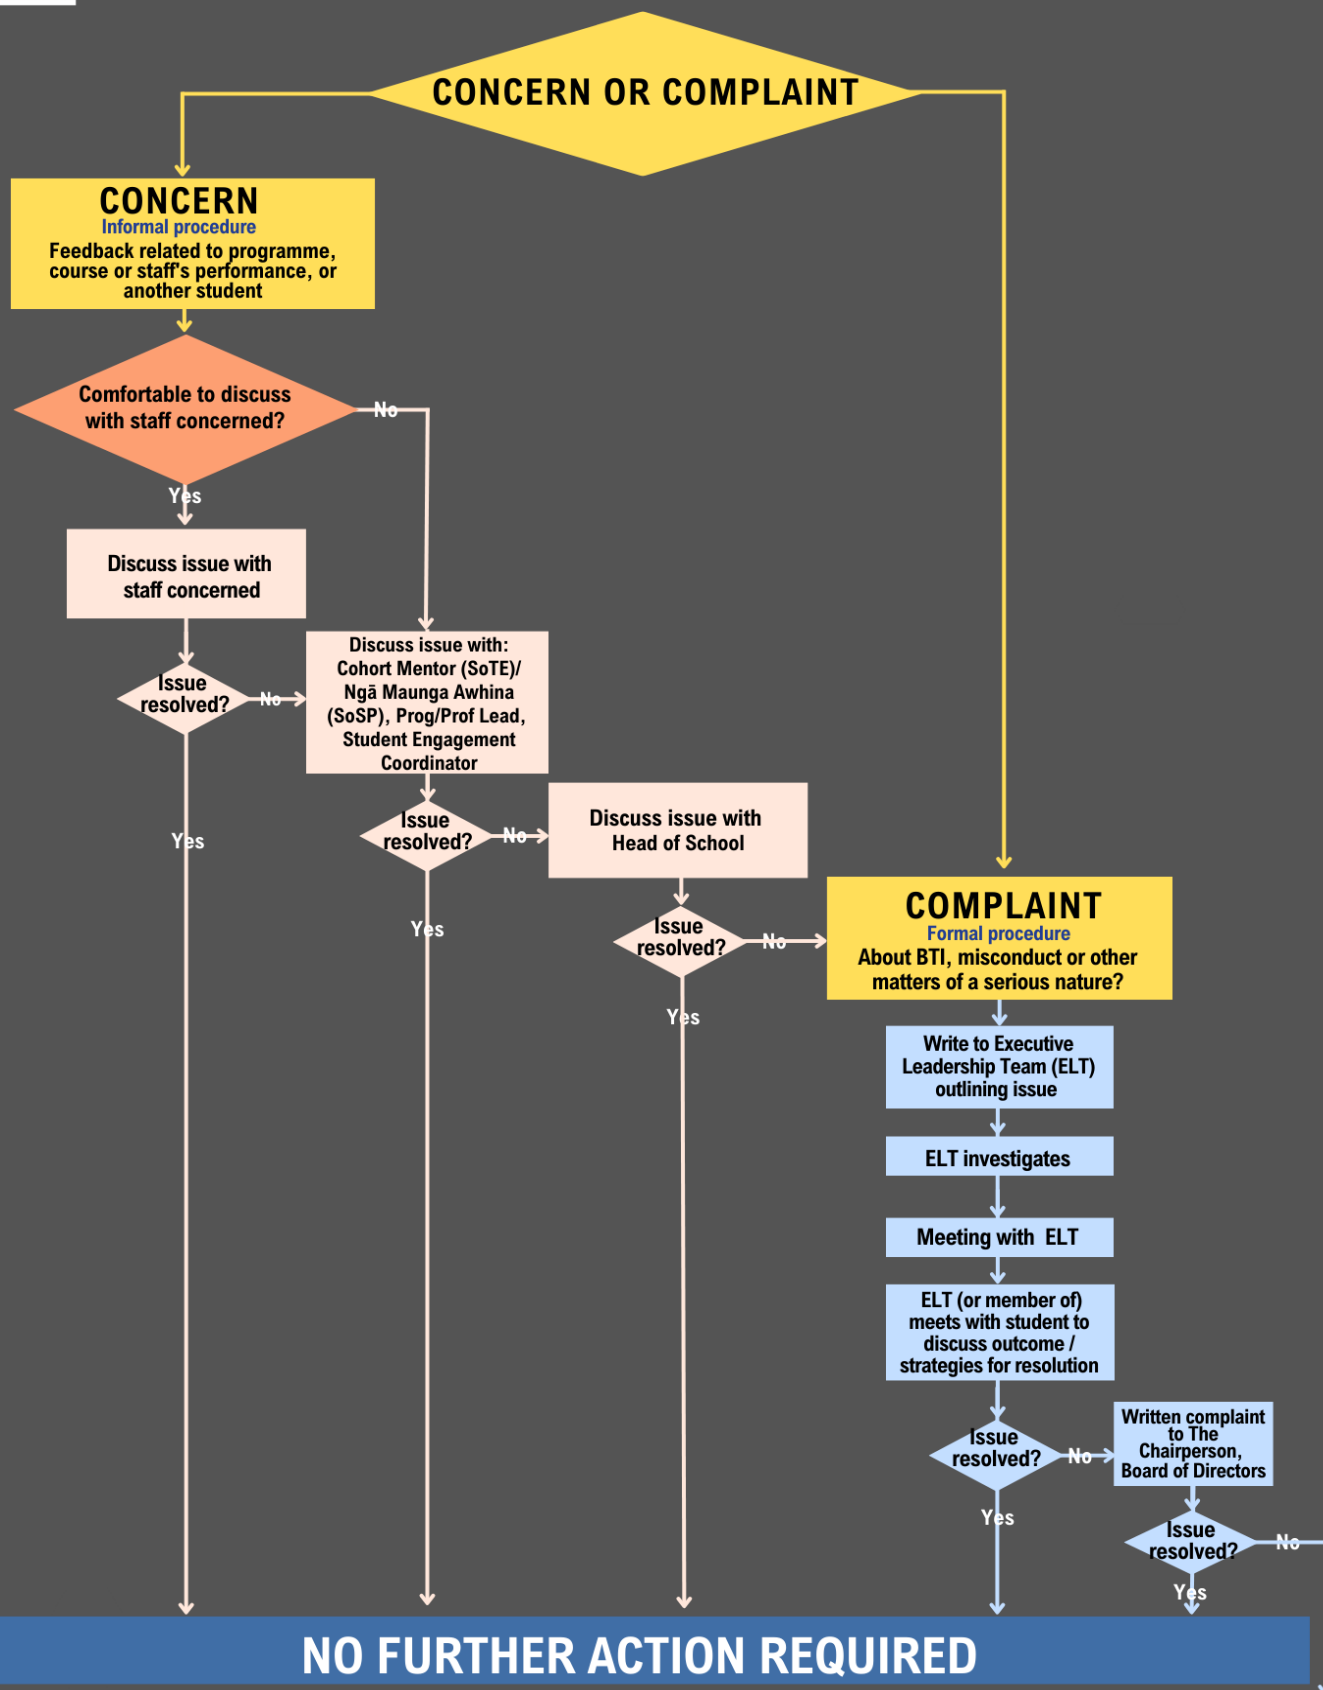 CONCERN OR COMPLAINT
CONCERN
Informal procedure
Feedback related to programme,
course or staff's performance, or
another student
Comfortable to discuss
with staff concerned?
No
Yes
Discuss issue with
staff concerned
Issue
resolved?
No
Yes
Discuss issue with:
Cohort Mentor (SoTE)/
Ngā Maunga Awhina
(SoSP), Prog/Prof Lead,
Student Engagement
Coordinator
Issue
resolved?
No
Yes
Discuss issue with
Head of School
Issue
resolved?
No
Yes
COMPLAINT
Formal procedure
About BTI, misconduct or other
matters of a serious nature?
Write to Executive
Leadership Team (ELT)
outlining issue
ELT investigates
Meeting with ELT
ELT (or member of)
meets with student to
discuss outcome /
strategies for resolution
Issue
resolved?
No
Yes
Written complaint
to The
Chairperson,
Board of Directors
Issue
resolved?
No
Yes
NO FURTHER ACTION REQUIRED